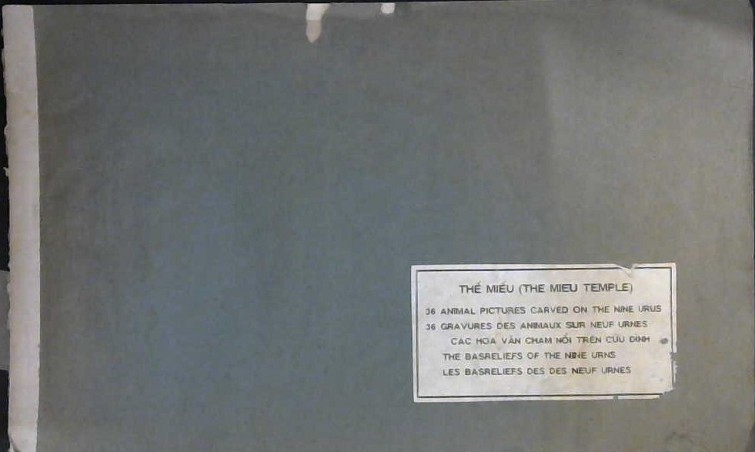 THẾ MIẾU (THE MIEU TEMPLE)
36 ANIMAL PICTURES CARVED ON THE NINE URUS
36 GRAVURES DES ANIMAUX SUR NEUF URNES
CÁC HOA VĂN CHẠM NỔI TRÊN CỬU ĐỈNH
THE BASRELIEFS OF THE NINE URNS
LES BASRELIEFS DES DES NEUF URNES